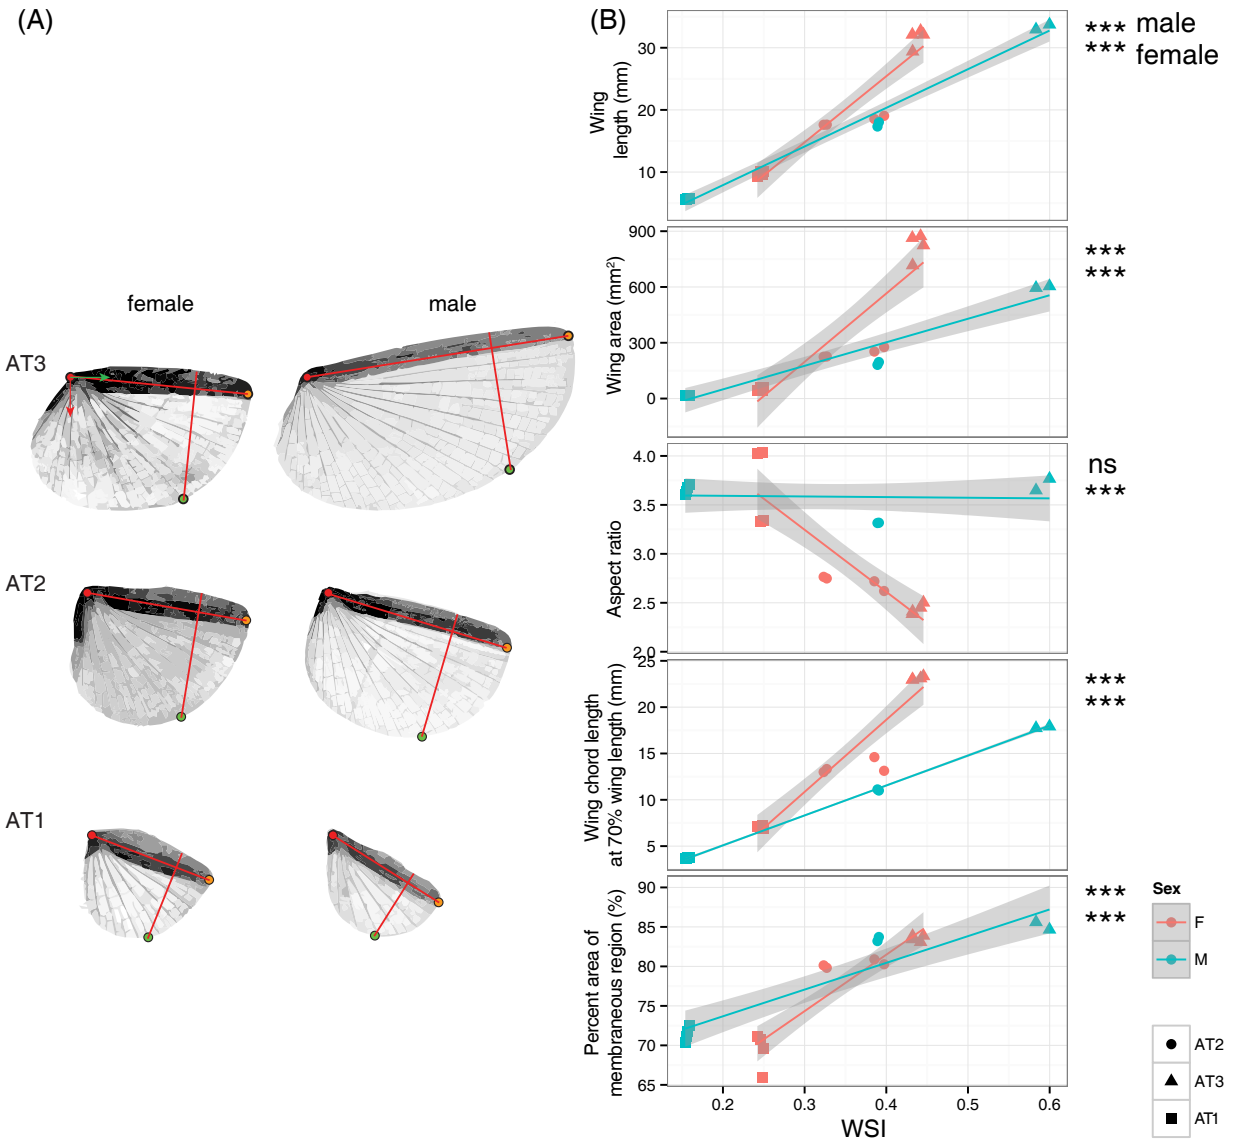 (A)
female
male
AT3
AT2
AT1
(B)
*** male
*** female
Wing
length (mm)
30
20
10
Wing area (mm²)
900
600
300
0
***
***
Aspect ratio
4.0
3.5
3.0
2.5
2.0
ns
***
Wing chord length
at 70% wing length (mm)
25
20
15
10
5
***
***
Percent area of
membraneous region (%)
90
85
80
75
70
65
***
***
0.2 0.3 0.4 0.5 0.6
WSI
Sex
F
M
AT2
AT3
AT1